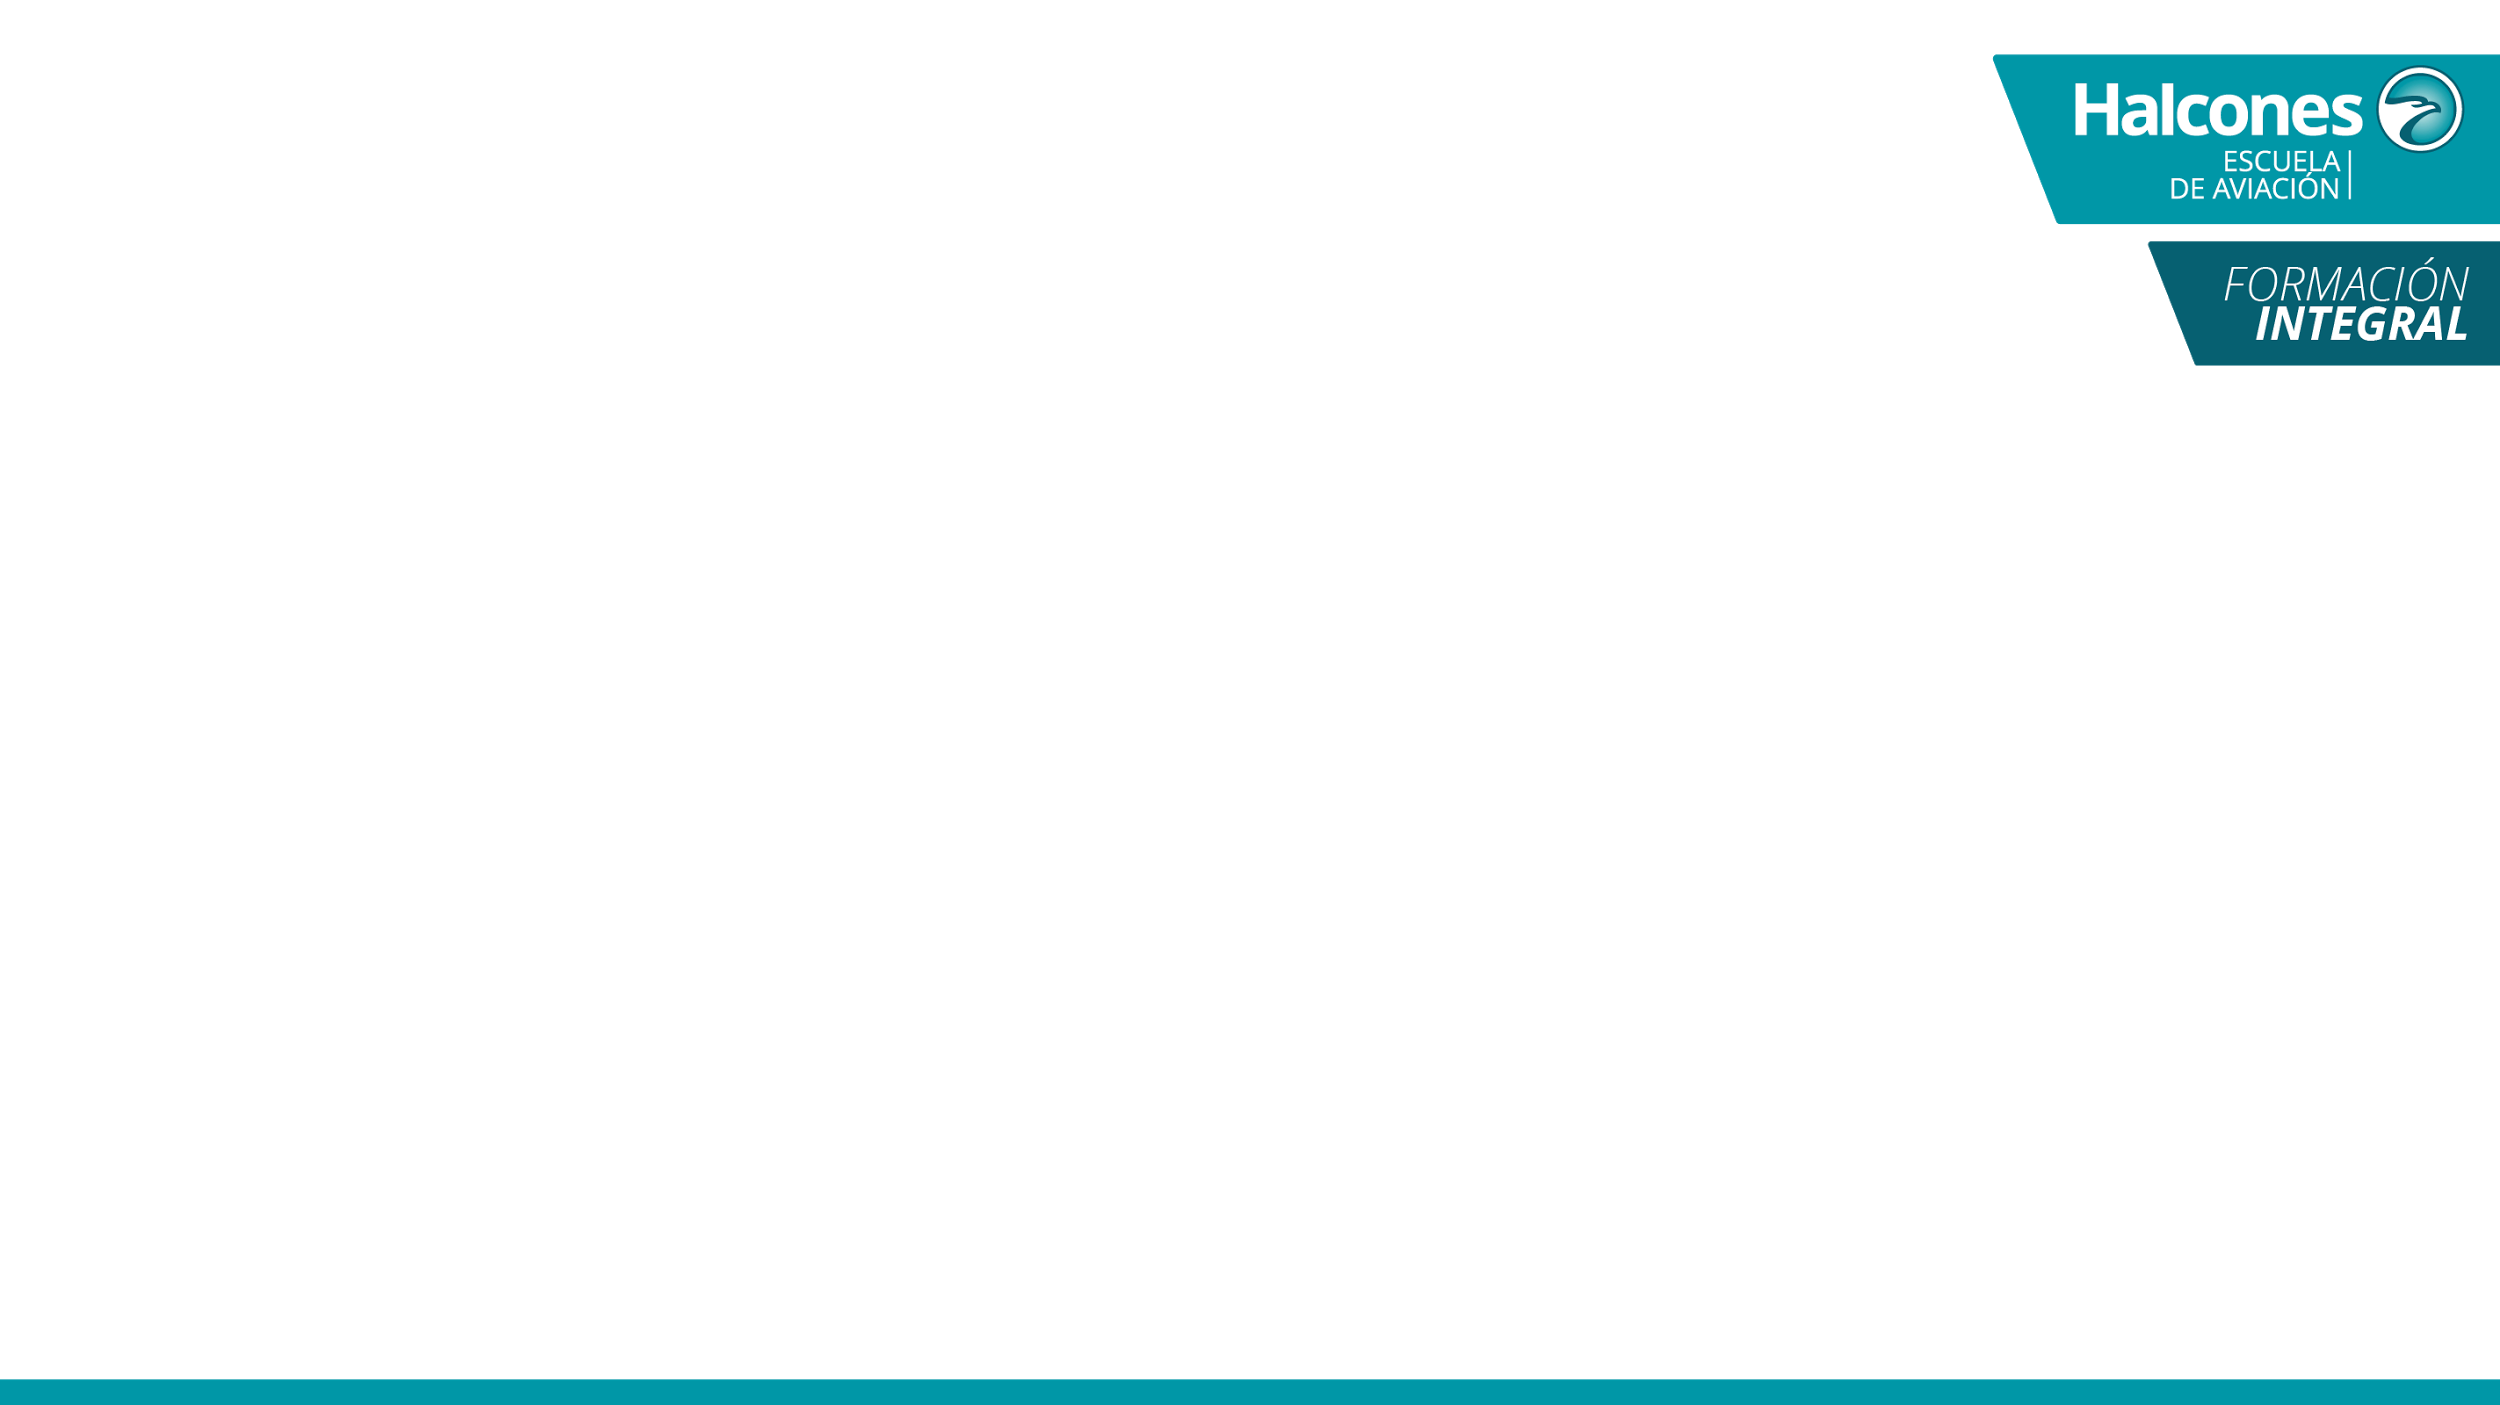 Halcones
ESCUELA
DE AVIACIÓN
FORMACIÓN
INTEGRAL